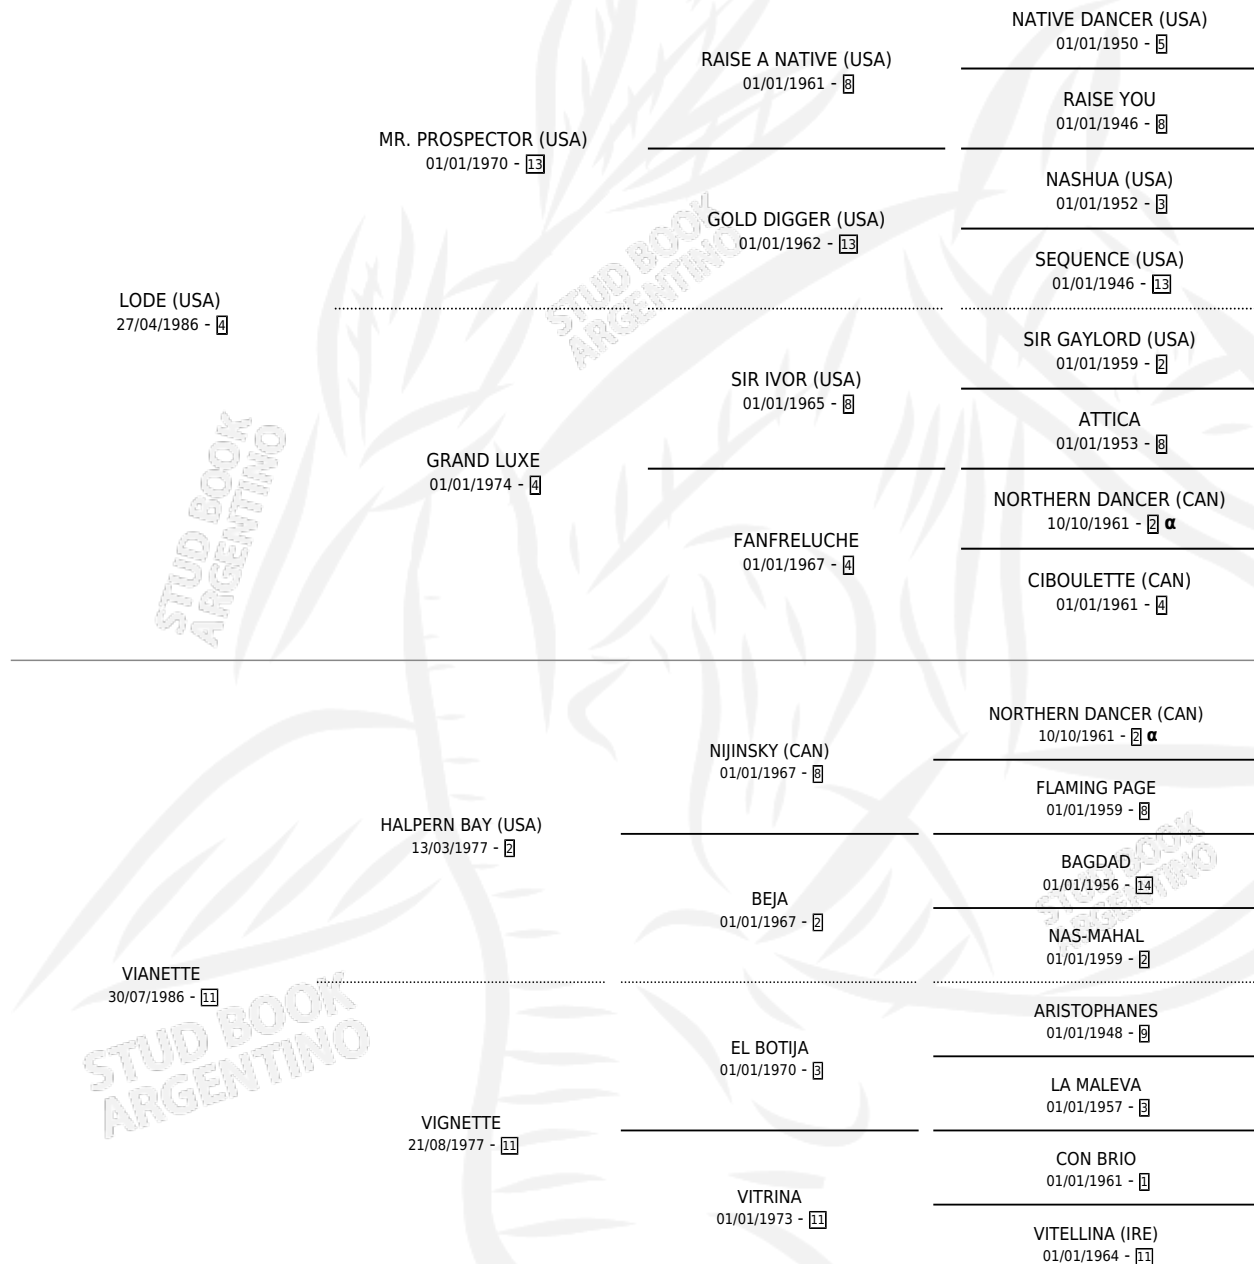 NATIVE DANCER (USA)
01/01/1950 - 5
RAISE A NATIVE (USA)
01/01/1961 - 8
RAISE YOU
01/01/1946 - 8
MR. PROSPECTOR (USA)
01/01/1970 - 13
NASHUA (USA)
01/01/1952 - 3
GOLD DIGGER (USA)
01/01/1962 - 13
SEQUENCE (USA)
01/01/1946 - 13
LODE (USA)
27/04/1986 - 4
STUD BOOK
ARGENTINO
SIR GAYLORD (USA)
01/01/1959 - 2
SIR IVOR (USA)
01/01/1965 - 8
ATTICA
01/01/1953 - 8
GRAND LUXE
01/01/1974 - 4
STUD BOOK
ARGENTINO
NORTHERN DANCER (CAN)
10/10/1961 - 2 α
FANFRELUCHE
01/01/1967 - 4
CIBOULETTE (CAN)
01/01/1961 - 4
NORTHERN DANCER (CAN)
10/10/1961 - 2 α
NIJINSKY (CAN)
01/01/1967 - 8
FLAMING PAGE
01/01/1959 - 8
HALPERN BAY (USA)
13/03/1977 - 2
BAGDAD
01/01/1956 - 14
STUD BOOK
ARGENTINO
BEJA
01/01/1967 - 2
NAS-MAHAL
01/01/1959 - 2
VIANETTE
30/07/1986 - 11
STUD BOOK
ARGENTINO
ARISTOPHANES
01/01/1948 - 9
EL BOTIJA
01/01/1970 - 3
LA MALEVA
01/01/1957 - 3
VIGNETTE
21/08/1977 - 11
CON BRIO
01/01/1961 - 1
VITRINA
01/01/1973 - 11
VITELLINA (IRE)
01/01/1964 - 11